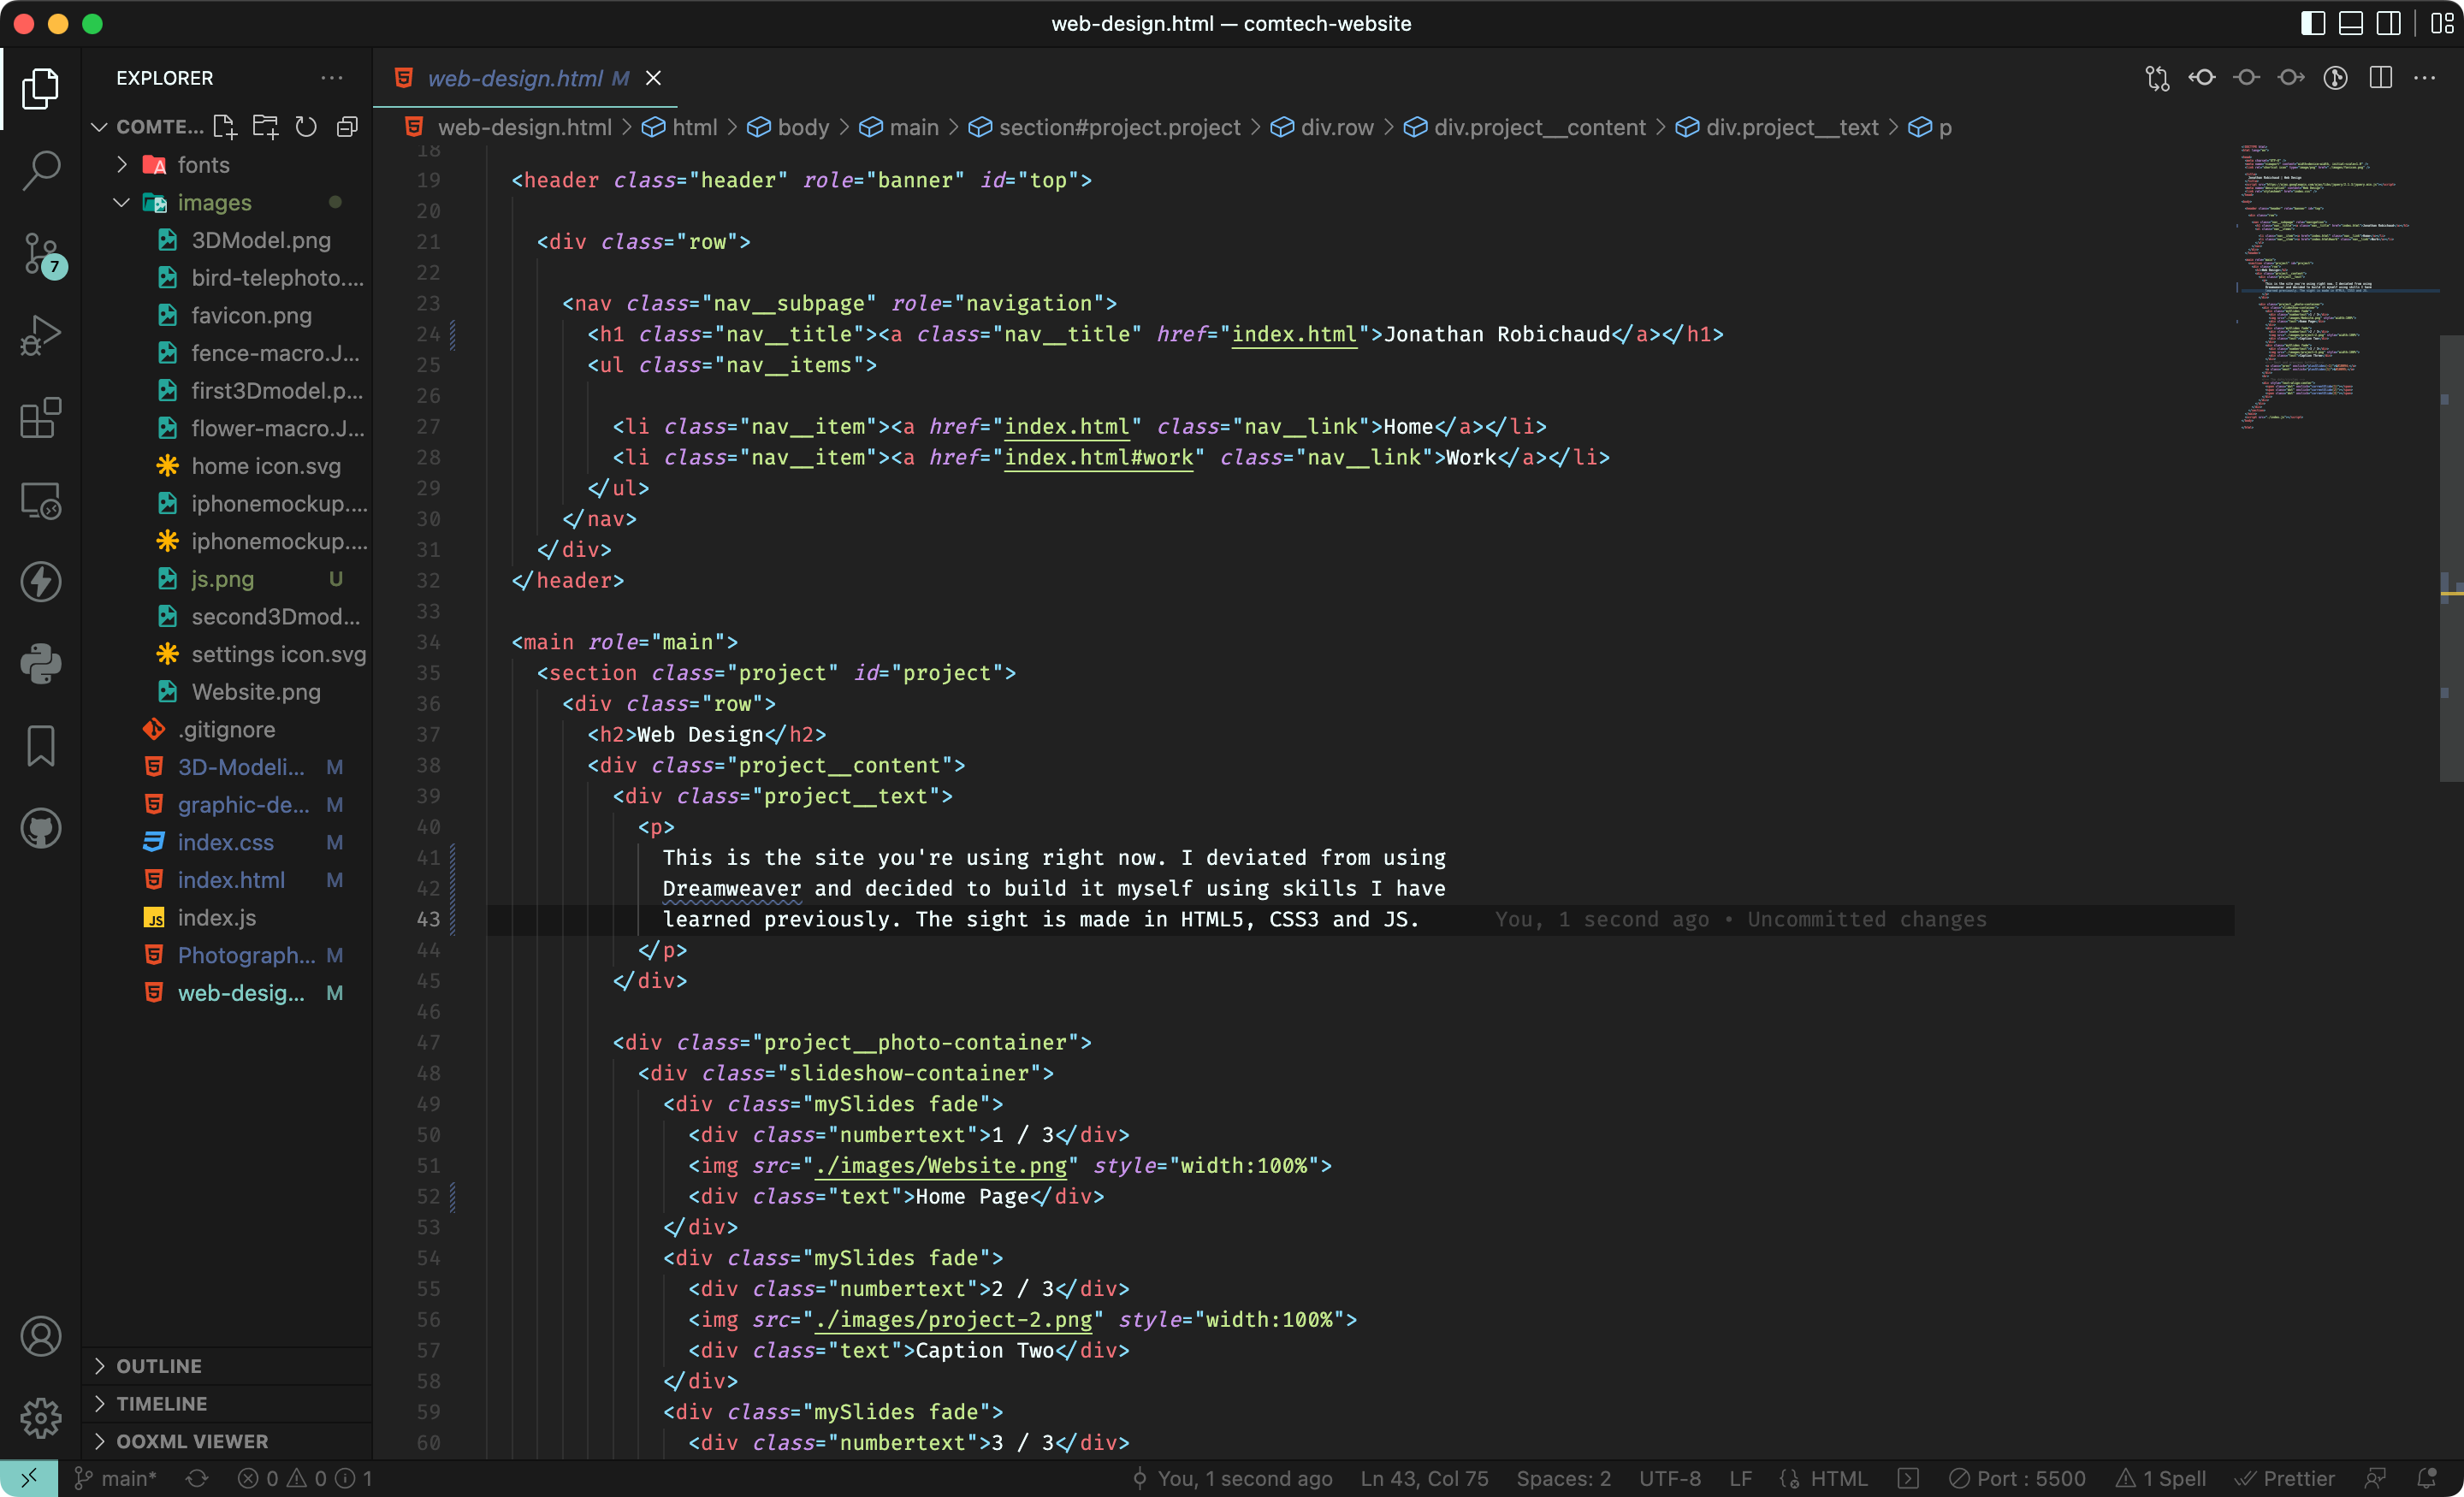 web-design.html — comtech-website
EXPLORER
web-design.html M
COMTE...
web-design.html > html > body > main > section#project.project > div.row > div.project__content > div.project__text > p
fonts
images
3DModel.png
bird-telephoto....
favicon.png
fence-macro.J...
first3Dmodel.p...
flower-macro.J...
home icon.svg
iphonemockup....
iphonemockup....
js.png U
second3Dmod...
settings icon.svg
Website.png
.gitignore
3D-Modeli... M
graphic-de... M
index.css M
index.html M
index.js
Photograph... M
web-desig... M
OUTLINE
TIMELINE
OOXML VIEWER
7
18
19 <header class="header" role="banner" id="top">
20
21 <div class="row">
22
23 <nav class="nav__subpage" role="navigation">
24 <h1 class="nav__title"><a class="nav__title" href="index.html">Jonathan Robichaud</a></h1>
25 <ul class="nav__items">
26
27 <li class="nav__item"><a href="index.html" class="nav__link">Home</a></li>
28 <li class="nav__item"><a href="index.html#work" class="nav__link">Work</a></li>
29 </ul>
30 </nav>
31 </div>
32 </header>
33
34 <main role="main">
35 <section class="project" id="project">
36 <div class="row">
37 <h2>Web Design</h2>
38 <div class="project__content">
39 <div class="project__text">
40 <p>
41 This is the site you're using right now. I deviated from using
42 Dreamweaver and decided to build it myself using skills I have
43 learned previously. The sight is made in HTML5, CSS3 and JS. You, 1 second ago • Uncommitted changes
44 </p>
45 </div>
46
47 <div class="project__photo-container">
48 <div class="slideshow-container">
49 <div class="mySlides fade">
50 <div class="numbertext">1 / 3</div>
51 <img src="./images/Website.png" style="width:100%">
52 <div class="text">Home Page</div>
53 </div>
54 <div class="mySlides fade">
55 <div class="numbertext">2 / 3</div>
56 <img src="./images/project-2.png" style="width:100%">
57 <div class="text">Caption Two</div>
58 </div>
59 <div class="mySlides fade">
60 <div class="numbertext">3 / 3</div>
main* 0 0 1 You, 1 second ago Ln 43, Col 75 Spaces: 2 UTF-8 LF HTML Port : 5500 1 Spell Prettier